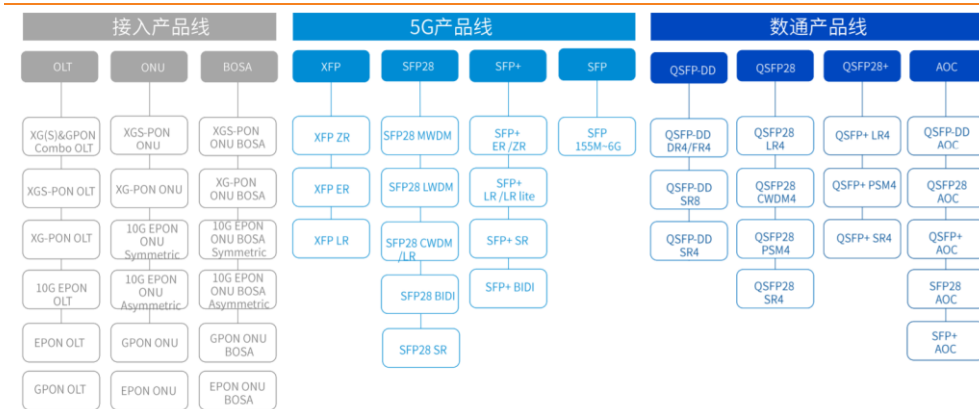 接入产品线
5G产品线
数通产品线
OLT
ONU
BOSA
XFP
SFP28
SFP+
SFP
QSFP-DD
QSFP28
QSFP28+
AOC
XG(S)&GPON
Combo OLT
XGS-PON
ONU
XGS-PON
ONU BOSA
XFP ZR
SFP28 MWDM
SFP+
ER /ZR
SFP
155M~6G
QSFP-DD
DR4/FR4
QSFP28
LR4
QSFP+ LR4
QSFP-DD
AOC
XGS-PON OLT
XG-PON ONU
XG-PON
ONU BOSA
XFP ER
SFP28 LWDM
SFP+
LR /LR lite
QSFP-DD
SR8
QSFP28
CWDM4
QSFP+ PSM4
QSFP28
AOC
XG-PON OLT
10G EPON
ONU
Symmetric
10G EPON
ONU BOSA
Symmetric
XFP LR
SFP28 CWDM
/LR
SFP+ SR
QSFP-DD
SR4
QSFP28
PSM4
QSFP+ SR4
QSFP+
AOC
10G EPON
OLT
10G EPON
ONU
Asymmetric
10G EPON
ONU BOSA
Asymmetric
SFP28 BIDI
SFP+ BIDI
QSFP28
SR4
SFP28
AOC
EPON OLT
GPON ONU
GPON ONU
BOSA
SFP28 SR
SFP+
AOC
GPON OLT
EPON ONU
EPON ONU
BOSA